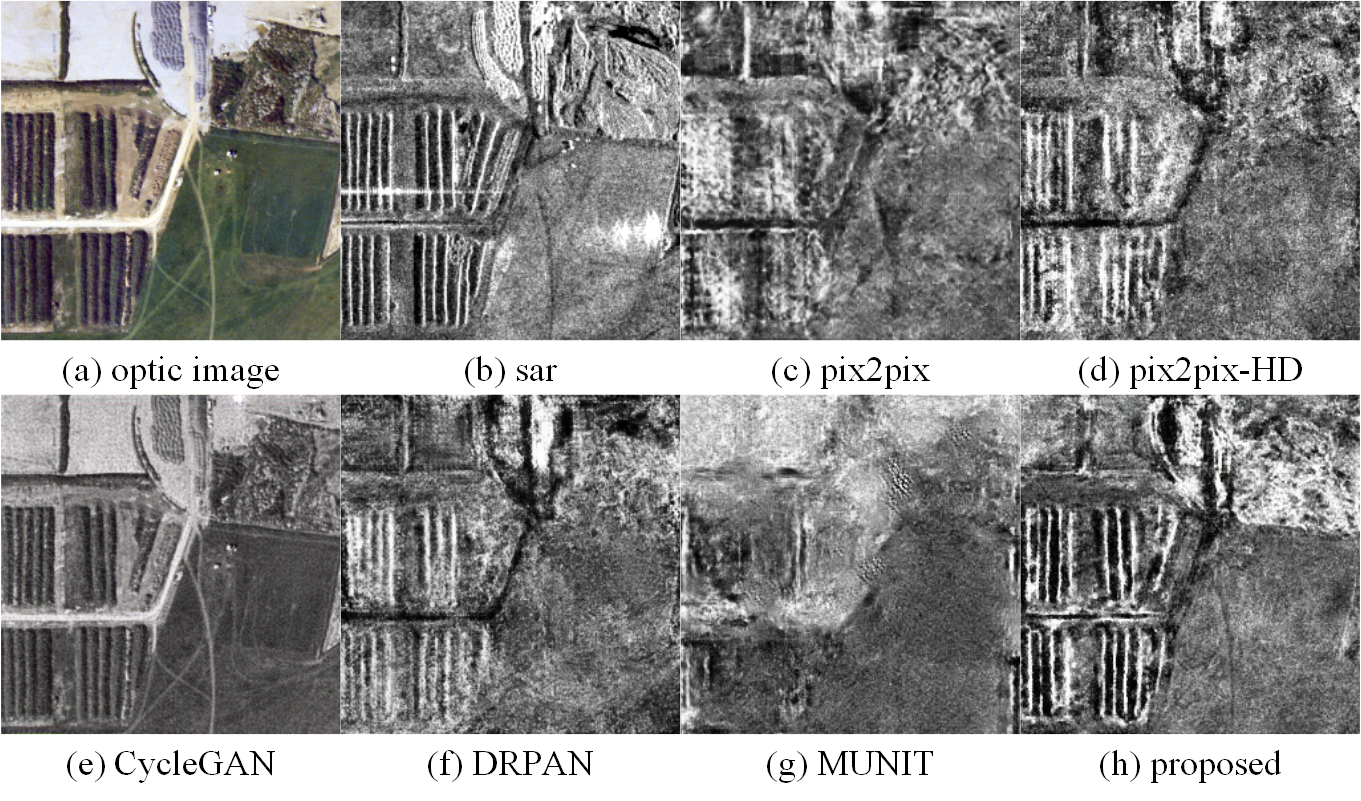 (a) optic image
(b) sar
(c) pix2pix
(d) pix2pix-HD
(e) CycleGAN
(f) DRPAN
(g) MUNIT
(h) proposed